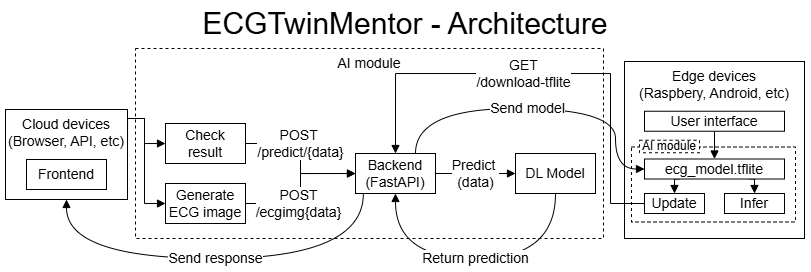 ECGTwinMentor - Architecture
AI module
GET
/download-tflite
Send model
Cloud devices
(Browser, API, etc)
Frontend
Check
result
POST
/predict/{data}
Generate
ECG image
POST
/ecgimg{data}
Backend
(FastAPI)
Predict
(data)
DL Model
Send response
Return prediction
Edge devices
(Raspbery, Android, etc)
User interface
AI module
ecg_model.tflite
Update
Infer